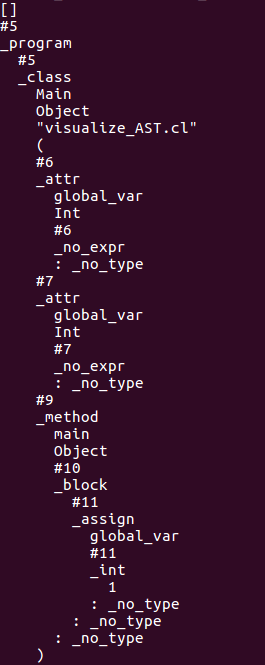 []
#5
_program
  #5
  _class
    Main
    Object
    "visualize_AST.cl"
    (
    #6
    _attr
      global_var
      Int
      #6
      _no_expr
      : _no_type
    #7
    _attr
      global_var
      Int
      #7
      _no_expr
      : _no_type
    #9
    _method
      main
      Object
      #10
      _block
        #11
        _assign
          global_var
          #11
          _int
            1
          : _no_type
        : _no_type
      : _no_type
    )